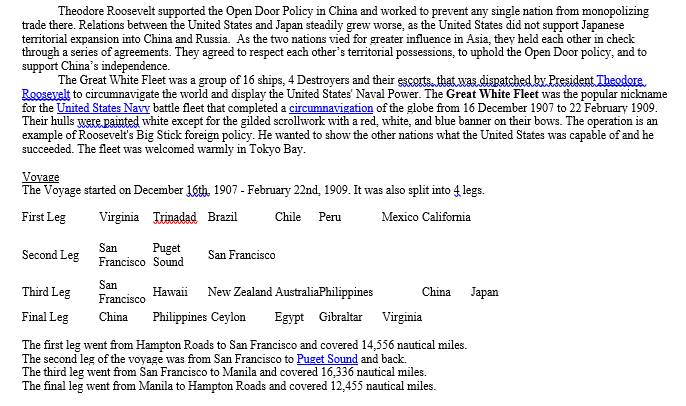 Theodore Roosevelt supported the Open Door Policy in China and worked to prevent any single nation from monopolizing
trade there. Relations between the United States and Japan steadily grew worse, as the United States did not support Japanese
territorial expansion into China and Russia.  As the two nations vied for greater influence in Asia, they held each other in check
through a series of agreements. They agreed to respect each other's territorial possessions, to uphold the Open Door policy, and to
support China's independence.
The Great White Fleet was a group of 16 ships, 4 Destroyers and their escorts, that was dispatched by President Theodore
Roosevelt to circumnavigate the world and display the United States' Naval Power. The Great White Fleet was the popular nickname
for the United States Navy battle fleet that completed a circumnavigation of the globe from 16 December 1907 to 22 February 1909.
Their hulls were painted white except for the gilded scrollwork with a red, white, and blue banner on their bows. The operation is an
example of Roosevelt's Big Stick foreign policy. He wanted to show the other nations what the United States was capable of and he
succeeded. The fleet was welcomed warmly in Tokyo Bay.
Voyage
The Voyage started on December 16th, 1907 - February 22nd, 1909. It was also split into 4 legs.
First Leg Virginia Trinadad Brazil Chile Peru Mexico California
Second Leg San Francisco Puget Sound San Francisco
Third Leg San Francisco Hawaii New Zealand Australia Philippines China Japan
Final Leg China Philippines Ceylon Egypt Gibraltar Virginia
The first leg went from Hampton Roads to San Francisco and covered 14,556 nautical miles.
The second leg of the voyage was from San Francisco to Puget Sound and back.
The third leg went from San Francisco to Manila and covered 16,336 nautical miles.
The final leg went from Manila to Hampton Roads and covered 12,455 nautical miles.